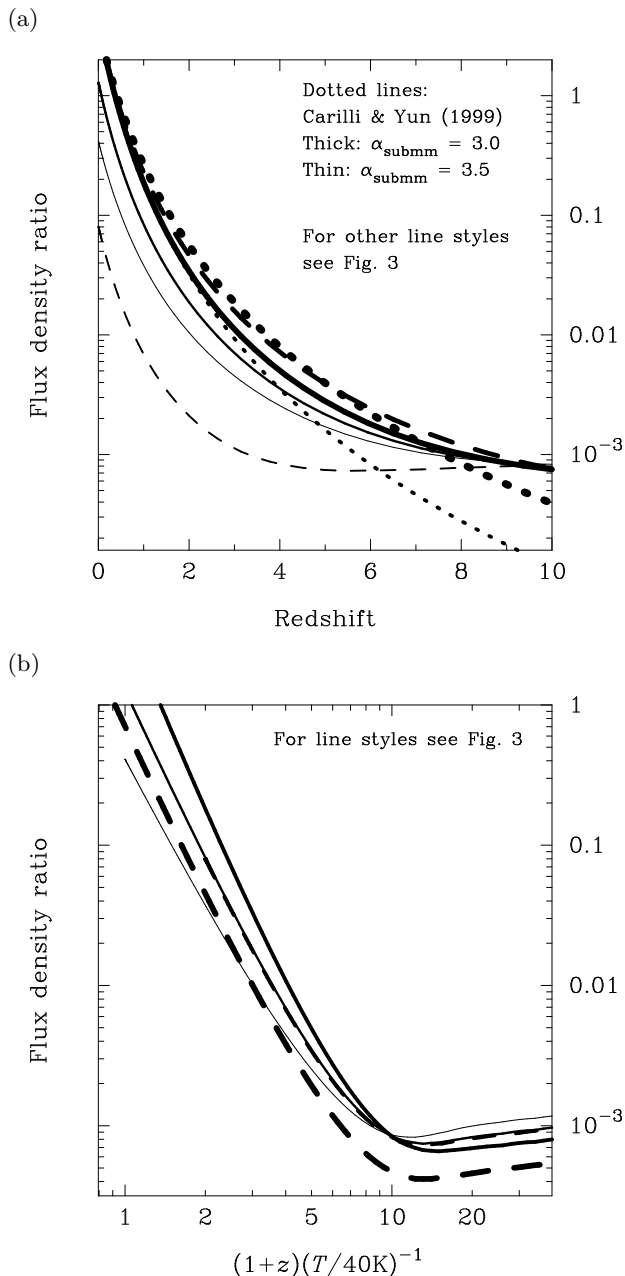 (a)
Dotted lines:
Carilli & Yun (1999)
Thick: α_submm = 3.0
Thin: α_submm = 3.5
For other line styles
see Fig. 3
1
0.1
0.01
10⁻³
Flux density ratio
0 2 4 6 8 10
Redshift
(b)
For line styles see Fig. 3
1
0.1
0.01
10⁻³
Flux density ratio
1 2 5 10 20
(1+z)(T/40K)⁻¹